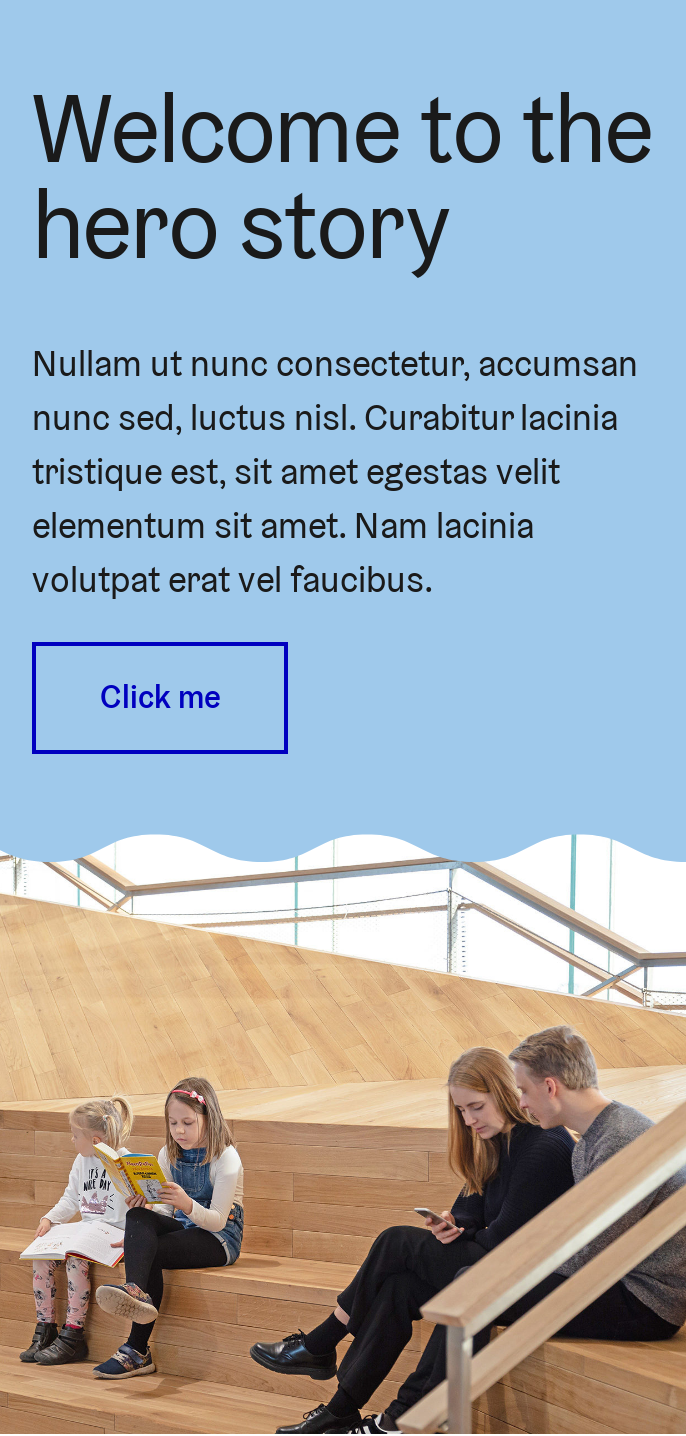 Welcome to the
hero story
Nullam ut nunc consectetur, accumsan
nunc sed, luctus nisl. Curabitur lacinia
tristique est, sit amet egestas velit
elementum sit amet. Nam lacinia
volutpat erat vel faucibus.
Click me
IT'S A
NICE DAY